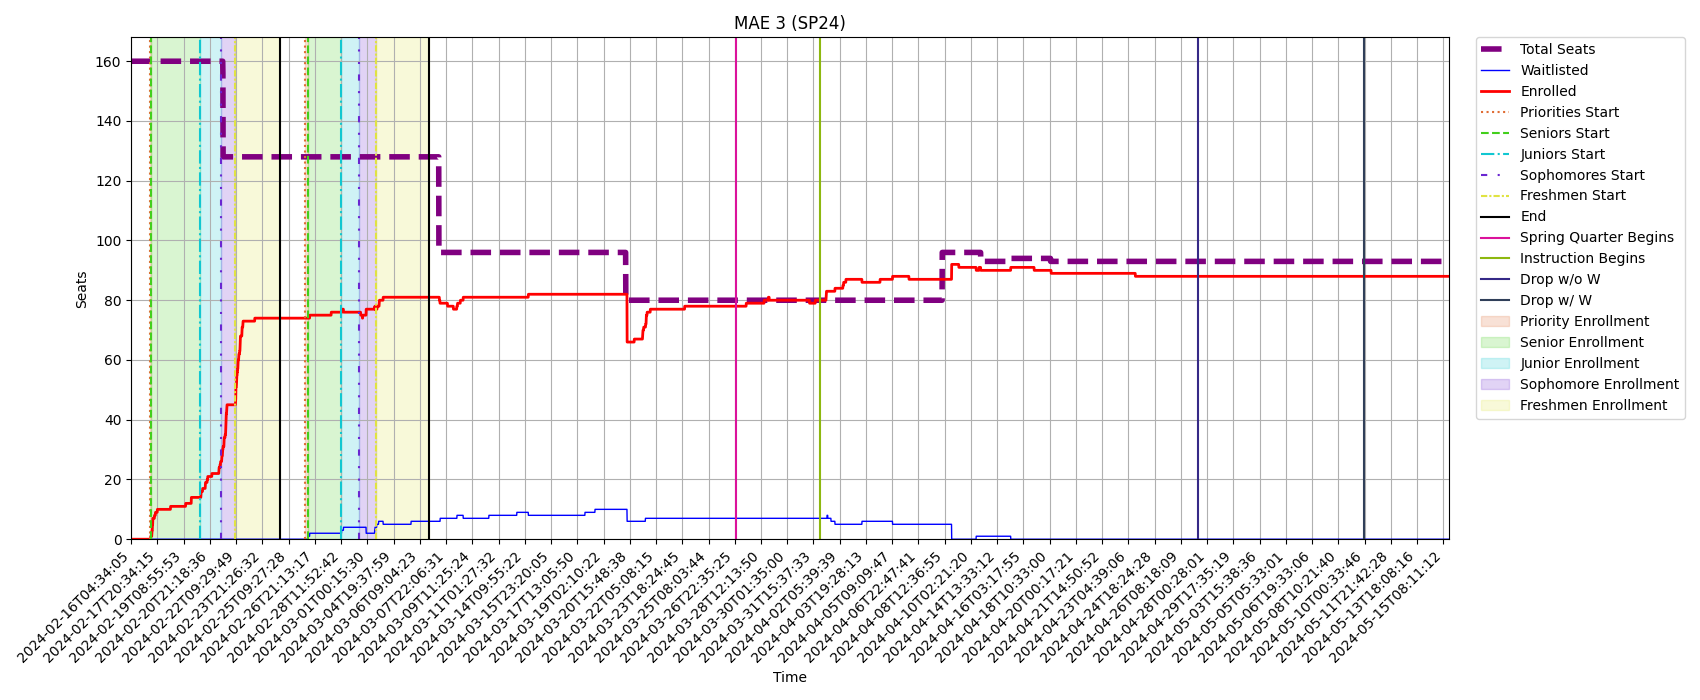 MAE 3 (SP24)
Seats
160
140
120
100
80
60
40
20
0
2024-02-16T04:34:05
2024-02-17T20:34:15
2024-02-19T08:55:53
2024-02-20T21:18:36
2024-02-22T09:29:49
2024-02-23T21:26:32
2024-02-25T09:27:28
2024-02-26T21:13:17
2024-02-28T11:52:42
2024-03-01T00:15:30
2024-03-04T19:37:59
2024-03-06T09:04:23
2024-03-07T22:06:31
2024-03-09T11:25:24
2024-03-11T01:27:32
2024-03-14T09:55:22
2024-03-15T23:20:05
2024-03-17T13:05:50
2024-03-19T02:10:22
2024-03-20T15:48:38
2024-03-22T05:08:15
2024-03-23T18:24:45
2024-03-25T08:03:44
2024-03-26T22:35:25
2024-03-28T12:13:50
2024-03-30T01:35:00
2024-03-31T15:37:33
2024-04-02T05:39:39
2024-04-03T19:28:13
2024-04-05T09:09:47
2024-04-06T22:47:41
2024-04-08T12:36:55
2024-04-10T02:21:20
2024-04-14T13:33:12
2024-04-16T03:17:55
2024-04-18T10:33:00
2024-04-20T00:17:21
2024-04-21T14:50:52
2024-04-23T04:39:06
2024-04-24T18:24:28
2024-04-26T08:18:09
2024-04-28T00:28:01
2024-04-29T17:35:19
2024-05-03T15:38:36
2024-05-05T05:33:01
2024-05-06T19:33:06
2024-05-08T10:21:40
2024-05-10T00:33:46
2024-05-11T21:42:28
2024-05-13T18:08:16
2024-05-15T08:11:12
Time
Total Seats
Waitlisted
Enrolled
Priorities Start
Seniors Start
Juniors Start
Sophomores Start
Freshmen Start
End
Spring Quarter Begins
Instruction Begins
Drop w/o W
Drop w/ W
Priority Enrollment
Senior Enrollment
Junior Enrollment
Sophomore Enrollment
Freshmen Enrollment